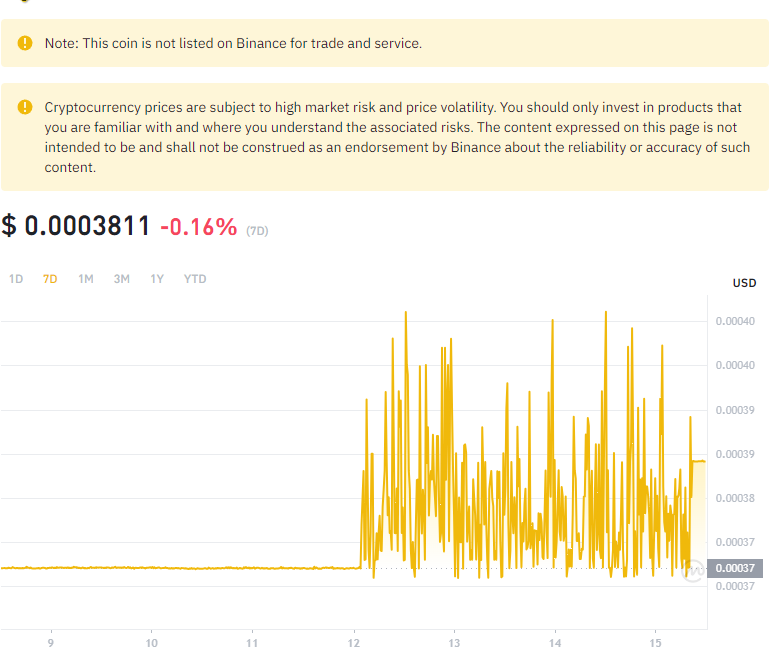 Note: This coin is not listed on Binance for trade and service.
Cryptocurrency prices are subject to high market risk and price volatility. You should only invest in products that
you are familiar with and where you understand the associated risks. The content expressed on this page is not
intended to be and shall not be construed as an endorsement by Binance about the reliability or accuracy of such
content.
$ 0.0003811 -0.16% (7D)
1D 7D 1M 3M 1Y YTD
USD
0.00040
0.00040
0.00039
0.00039
0.00038
0.00037
0.00037
0.00037
9 10 11 12 13 14 15